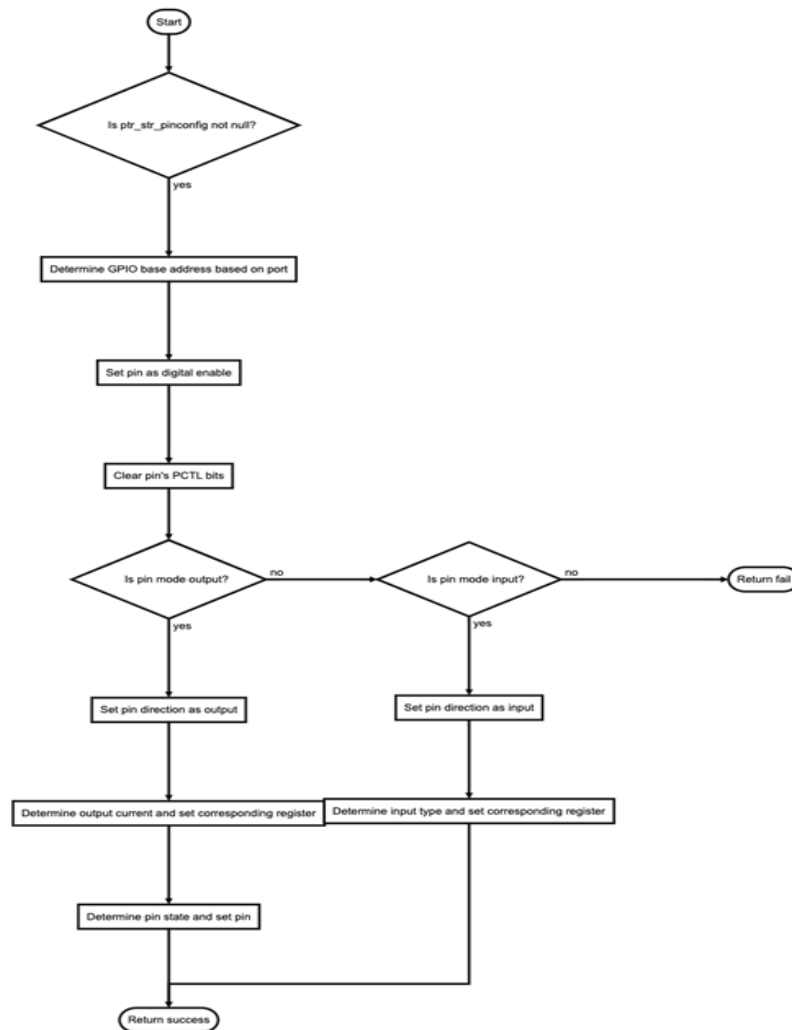 Start
Is ptr_str_pinconfig not null?
yes
Determine GPIO base address based on port
Set pin as digital enable
Clear pin's PCTL bits
Is pin mode output?
no
Is pin mode input?
no
Return fail
yes
yes
Set pin direction as output
Set pin direction as input
Determine output current and set corresponding register
Determine input type and set corresponding register
Determine pin state and set pin
Return success